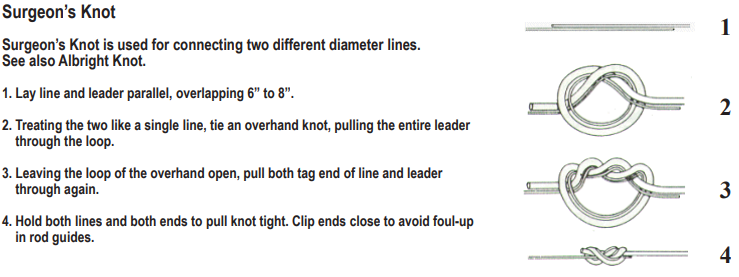 Surgeon's Knot
Surgeon's Knot is used for connecting two different diameter lines.
See also Albright Knot.
1. Lay line and leader parallel, overlapping 6” to 8”.
2. Treating the two like a single line, tie an overhand knot, pulling the entire leader
through the loop.
3. Leaving the loop of the overhand open, pull both tag end of line and leader
through again.
4. Hold both lines and both ends to pull knot tight. Clip ends close to avoid foul-up
in rod guides.
1
2
3
4